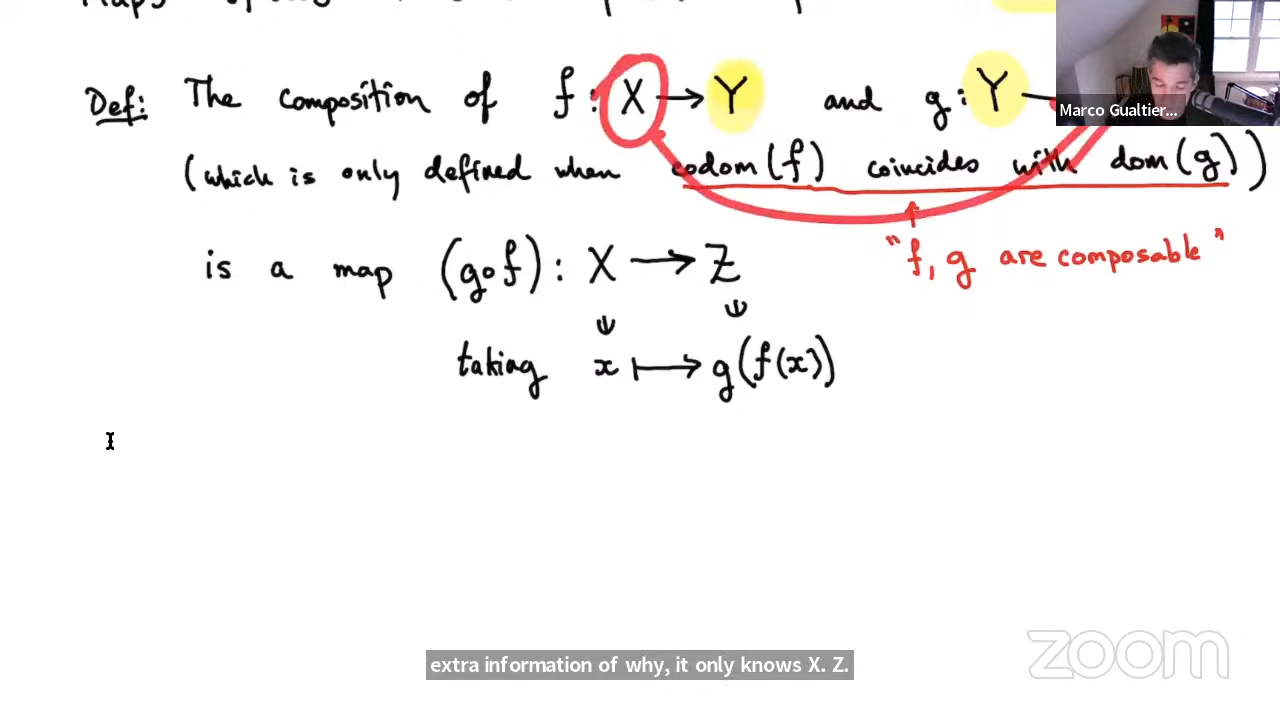 Def: The composition of f: X → Y and g: Y →
(which is only defined when codom(f) coincides with dom(g))
"f, g are composable"
is a map (g∘f): X → Z
taking x ↦ g(f(x))
Marco Gualtier...
extra information of why, it only knows X. Z.
zoom